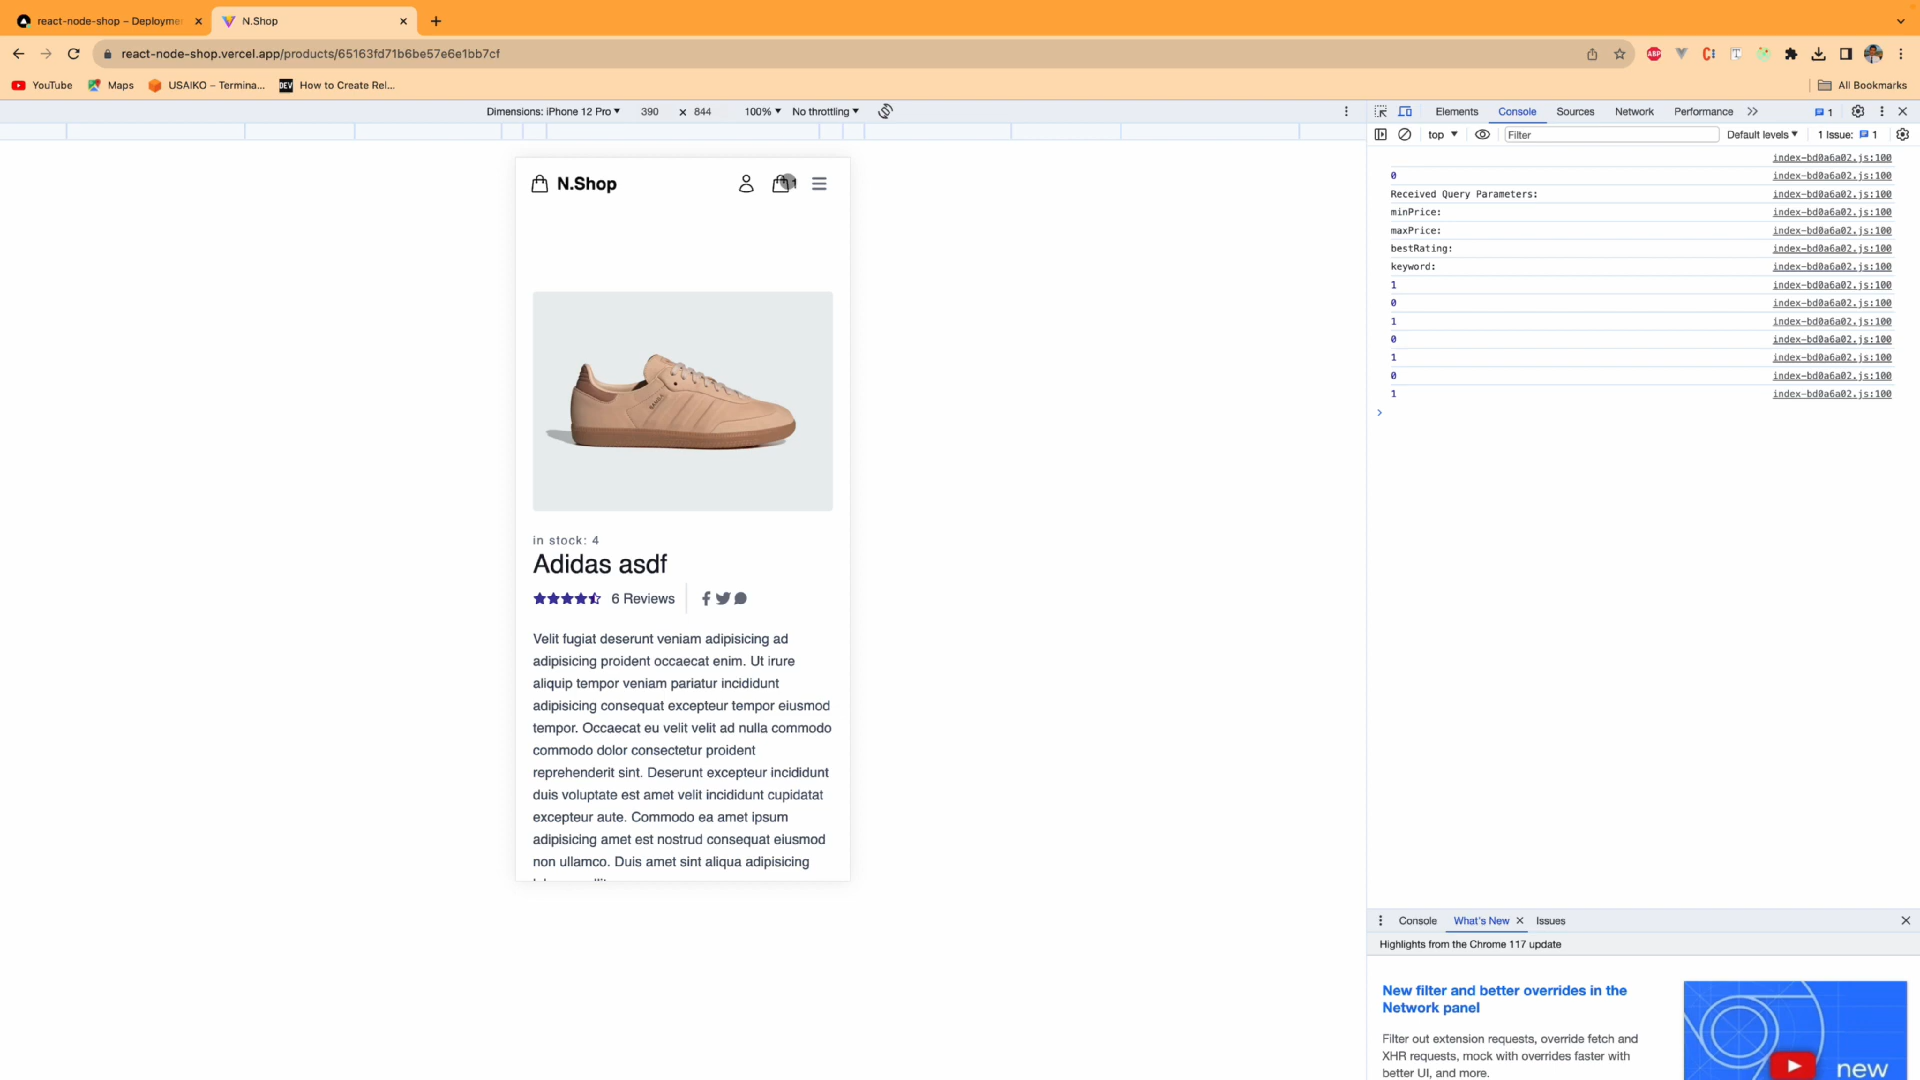 react-node-shop – Deployme
N.Shop
react-node-shop.vercel.app/products/65163fd71b6be57e6e1bb7cf
ABP
YouTube
Maps
USAIKO – Termina...
DEV
How to Create Rel...
All Bookmarks
Dimensions: iPhone 12 Pro
390
×
844
100%
No throttling
Elements
Console
Sources
Network
Performance
1
top
Filter
Default levels
1 Issue:
1
N.Shop
1
in stock: 4
Adidas asdf
6 Reviews
Velit fugiat deserunt veniam adipisicing ad
adipisicing proident occaecat enim. Ut irure
aliquip tempor veniam pariatur incididunt
adipisicing consequat excepteur tempor eiusmod
tempor. Occaecat eu velit velit ad nulla commodo
commodo dolor consectetur proident
reprehenderit sint. Deserunt excepteur incididunt
duis voluptate est amet velit incididunt cupidatat
excepteur aute. Commodo ea amet ipsum
adipisicing amet est nostrud consequat eiusmod
non ullamco. Duis amet sint aliqua adipisicing
index-bd0a6a02.js:100
0 index-bd0a6a02.js:100
Received Query Parameters: index-bd0a6a02.js:100
minPrice: index-bd0a6a02.js:100
maxPrice: index-bd0a6a02.js:100
bestRating: index-bd0a6a02.js:100
keyword: index-bd0a6a02.js:100
1 index-bd0a6a02.js:100
0 index-bd0a6a02.js:100
1 index-bd0a6a02.js:100
0 index-bd0a6a02.js:100
1 index-bd0a6a02.js:100
0 index-bd0a6a02.js:100
1 index-bd0a6a02.js:100
Console
What's New
Issues
Highlights from the Chrome 117 update
New filter and better overrides in the
Network panel
Filter out extension requests, override fetch and
XHR requests, mock with overrides faster with
better UI, and more.
new